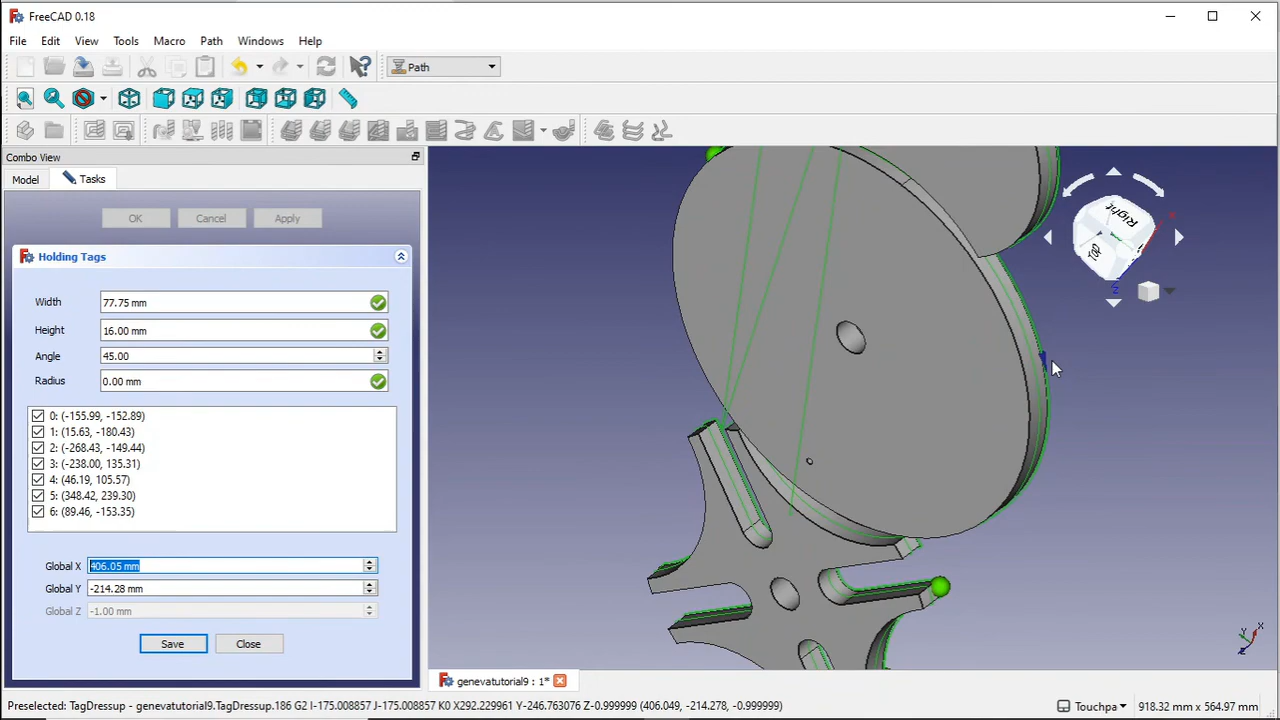 FreeCAD 0.18
File Edit View Tools Macro Path Windows Help
Path
Combo View
Model Tasks
OK Cancel Apply
Holding Tags
Width 77.75 mm
Height 16.00 mm
Angle 45.00
Radius 0.00 mm
0: (-155.99, -152.89)
1: (15.63, -180.43)
2: (-268.43, -149.44)
3: (-238.00, 135.31)
4: (46.19, 105.57)
5: (348.42, 239.30)
6: (89.46, -153.35)
Global X 406.05 mm
Global Y -214.28 mm
Global Z -1.00 mm
Save Close
Right
X
Z
genevatutorial9 : 1*
Preselected: TagDressup - genevatutorial9.TagDressup.186 G2 I-175.008857 J-175.008857 K0 X292.229961 Y-246.763076 Z-0.999999 (406.049, -214.278, -0.999999)
Touchpa
918.32 mm x 564.97 mm